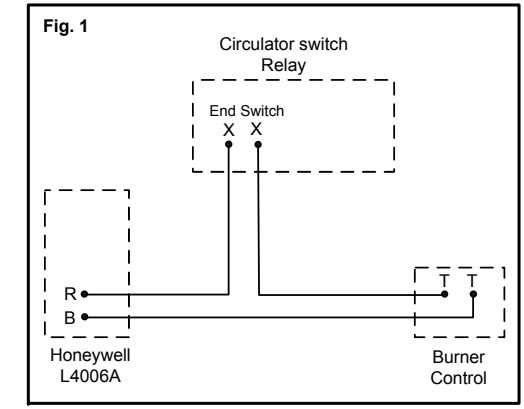 Fig. 1
Circulator switch
Relay
End Switch
X X
T T
R
B
Honeywell
L4006A
Burner
Control